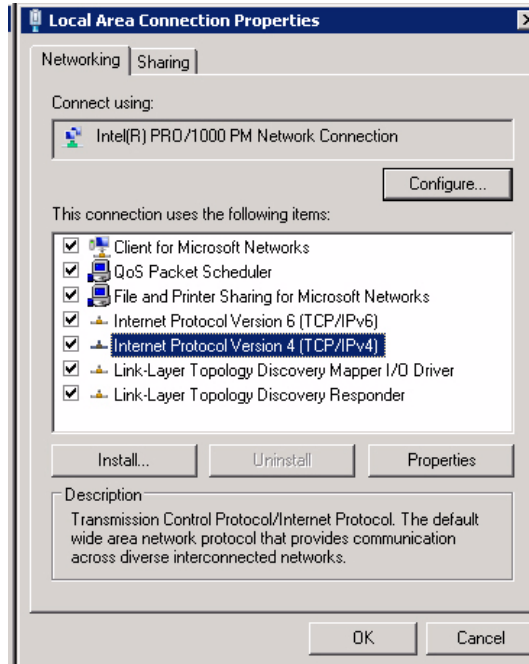 Local Area Connection Properties
Networking
Sharing
Connect using:
Intel(R) PRO/1000 PM Network Connection
Configure...
This connection uses the following items:
Client for Microsoft Networks
QoS Packet Scheduler
File and Printer Sharing for Microsoft Networks
Internet Protocol Version 6 (TCP/IPv6)
Internet Protocol Version 4 (TCP/IPv4)
Link-Layer Topology Discovery Mapper I/O Driver
Link-Layer Topology Discovery Responder
Install...
Uninstall
Properties
Description
Transmission Control Protocol/Internet Protocol. The default
wide area network protocol that provides communication
across diverse interconnected networks.
OK
Cancel